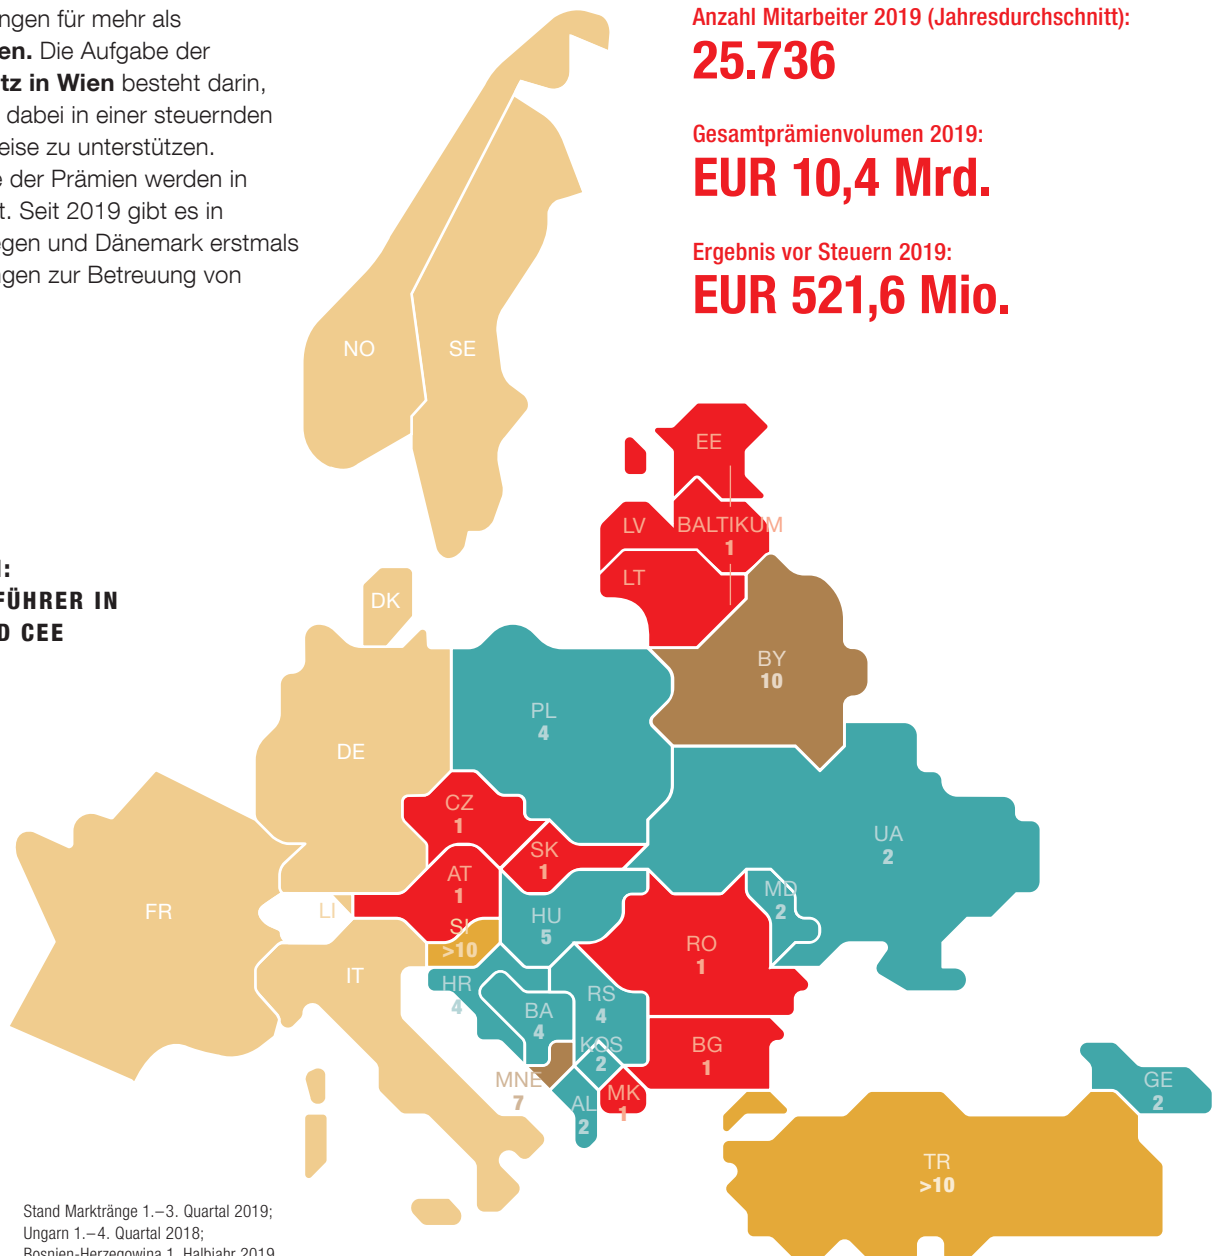 ngen für mehr als
en. Die Aufgabe der
tz in Wien besteht darin,
dabei in einer steuernden
eise zu unterstützen.
e der Prämien werden in
t. Seit 2019 gibt es in
egen und Dänemark erstmals
ngen zur Betreuung von
Anzahl Mitarbeiter 2019 (Jahresdurchschnitt):
25.736
Gesamtprämienvolumen 2019:
EUR 10,4 Mrd.
Ergebnis vor Steuern 2019:
EUR 521,6 Mio.
:
FÜHRER IN
D CEE
NO
SE
EE
LV
BALTIKUM
1
LT
DK
BY
10
PL
4
DE
CZ
1
UA
2
SK
1
AT
1
MD
2
FR
LI
HU
5
SI
>10
RO
1
IT
HR
4
RS
4
BA
4
KOS
2
BG
1
MNE
7
AL
2
MK
1
GE
2
TR
>10
Stand Marktränge 1.–3. Quartal 2019;
Ungarn 1.–4. Quartal 2018;
Bosnien-Herzegowina 1. Halbjahr 2019